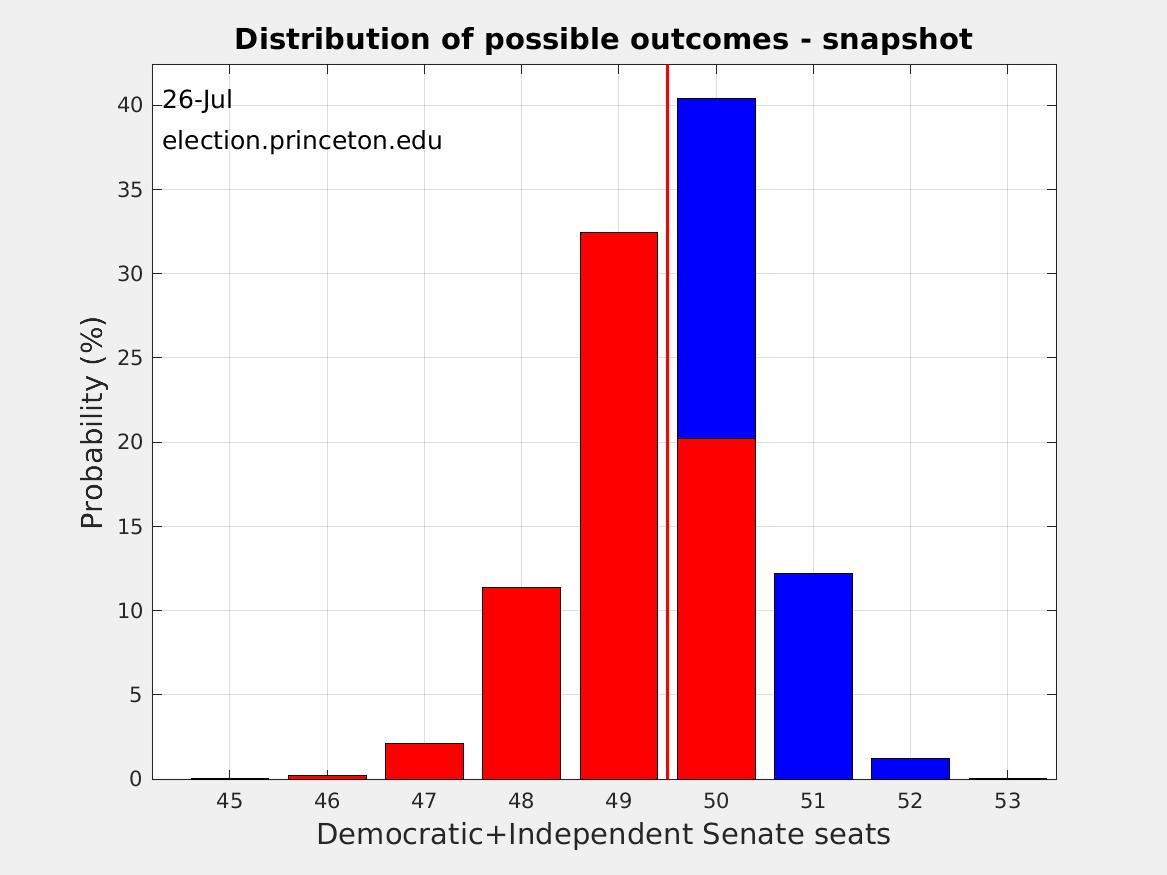 Distribution of possible outcomes - snapshot
26-Jul
election.princeton.edu
Probability (%)
40
35
30
25
20
15
10
5
0
45 46 47 48 49 50 51 52 53
Democratic+Independent Senate seats